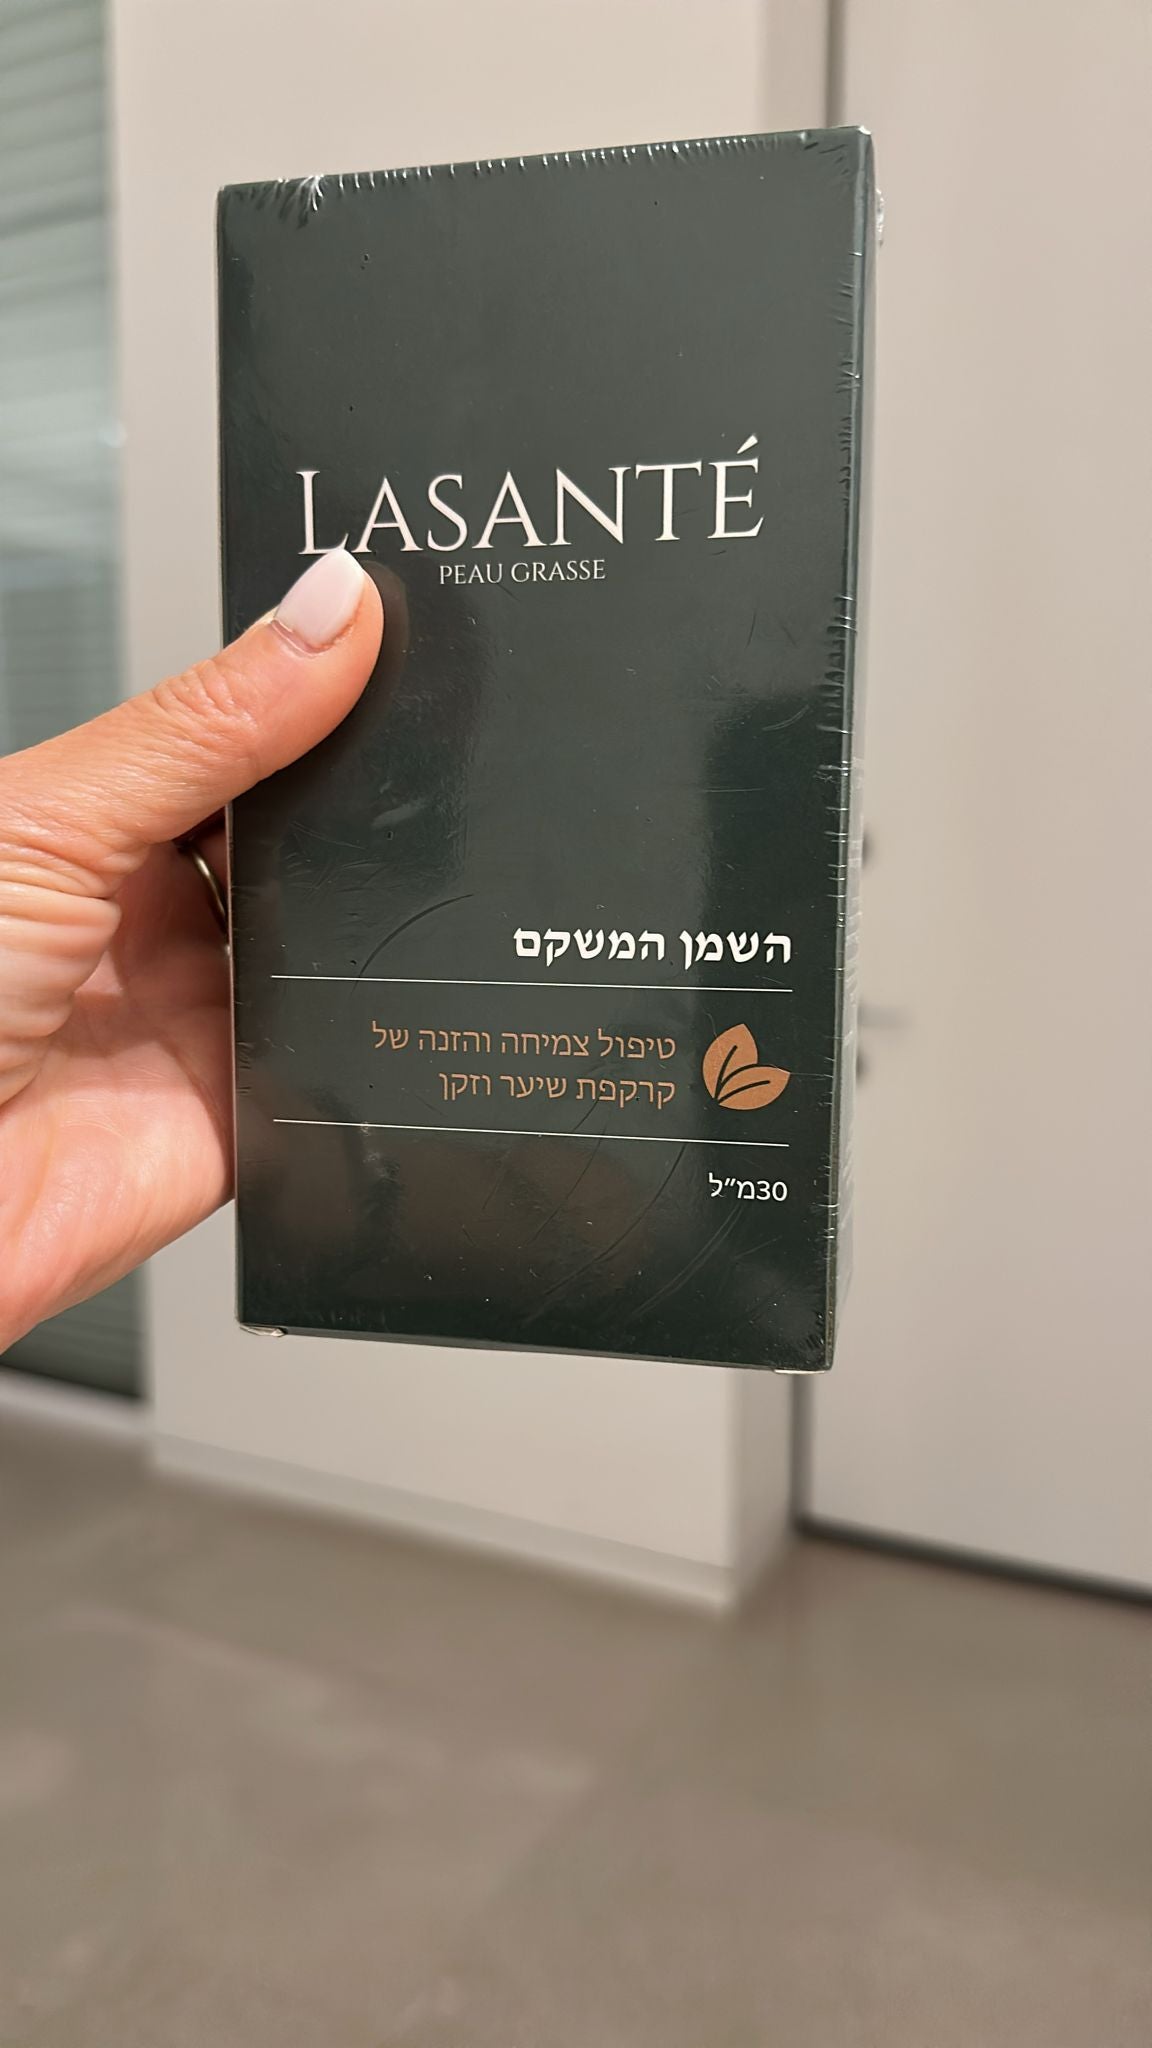 LASANTÉ
PEAU GRASSE
השמן המשקם
טיפול צמיחה והזנה של
קרקפת שיער וזקן
30מ״ל